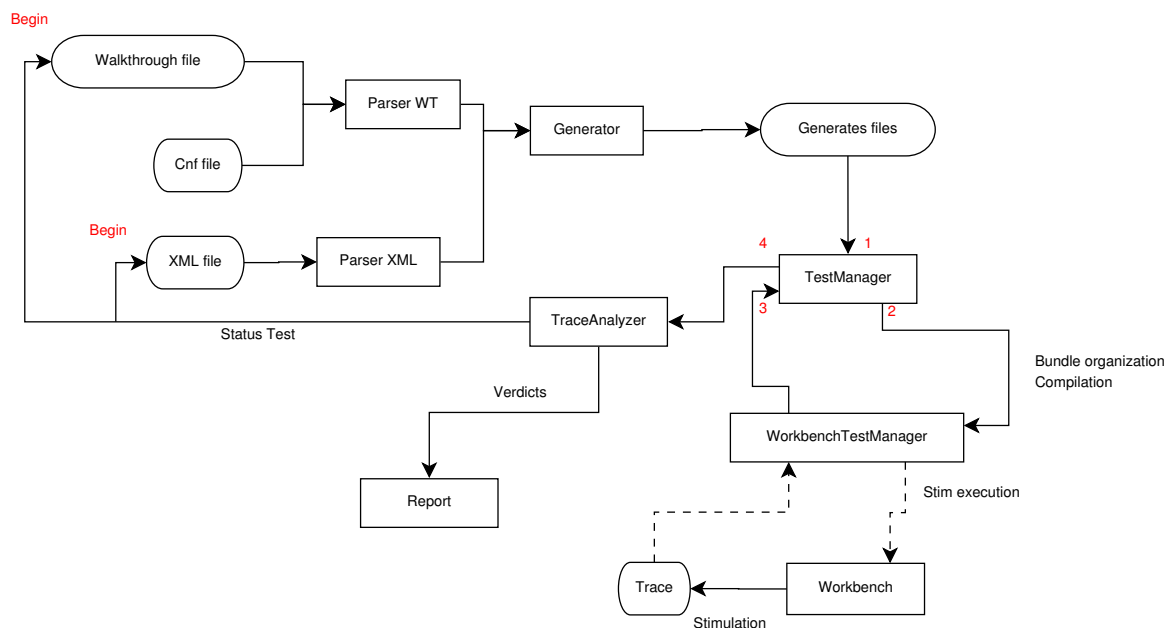 Begin
Walkthrough file
Parser WT
Generator
Generates files
Cnf file
Begin
XML file
Parser XML
4
1
TestManager
3
2
TraceAnalyzer
Status Test
Bundle organization
Compilation
Verdicts
WorkbenchTestManager
Report
Stim execution
Trace
Workbench
Stimulation